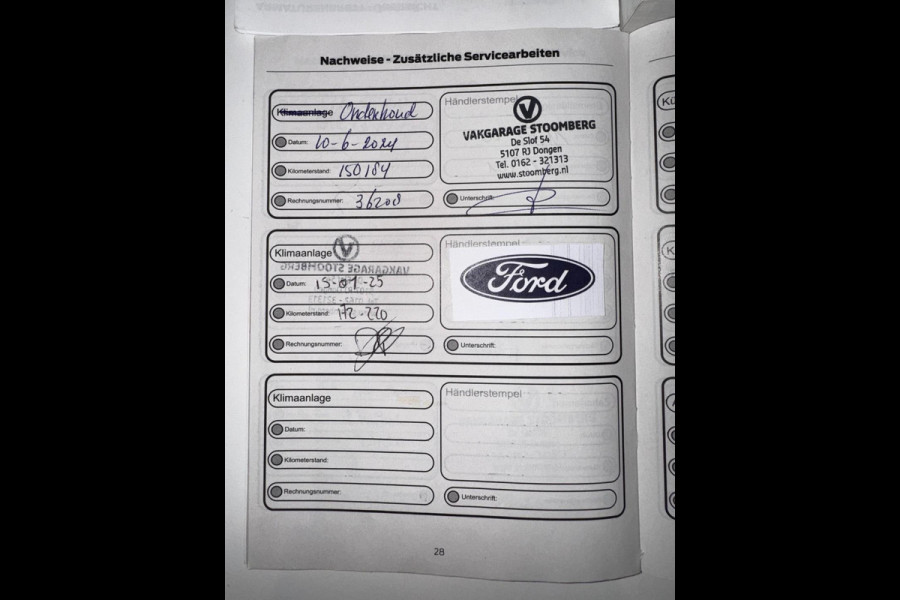 Nachweise - Zusätzliche Servicearbeiten
Klimaanlage Onderhoud
Datum: 10-6-2024
Kilometerstand: 150184
Rechnungsnummer: 36208
Händlerstempel
V
VAKGARAGE STOOMBERG
De Slof 54
5107 RJ Dongen
Tel. 0162 - 321313
www.stoomberg.nl
Unterschrift:
Klimaanlage
V
VAKGARAGE STOOMBERG
Datum: 15-01-25
Kilometerstand: 172-220
Rechnungsnummer:
Händlerstempel
Ford
Unterschrift:
Klimaanlage
Datum:
Kilometerstand:
Rechnungsnummer:
Händlerstempel
Unterschrift:
28